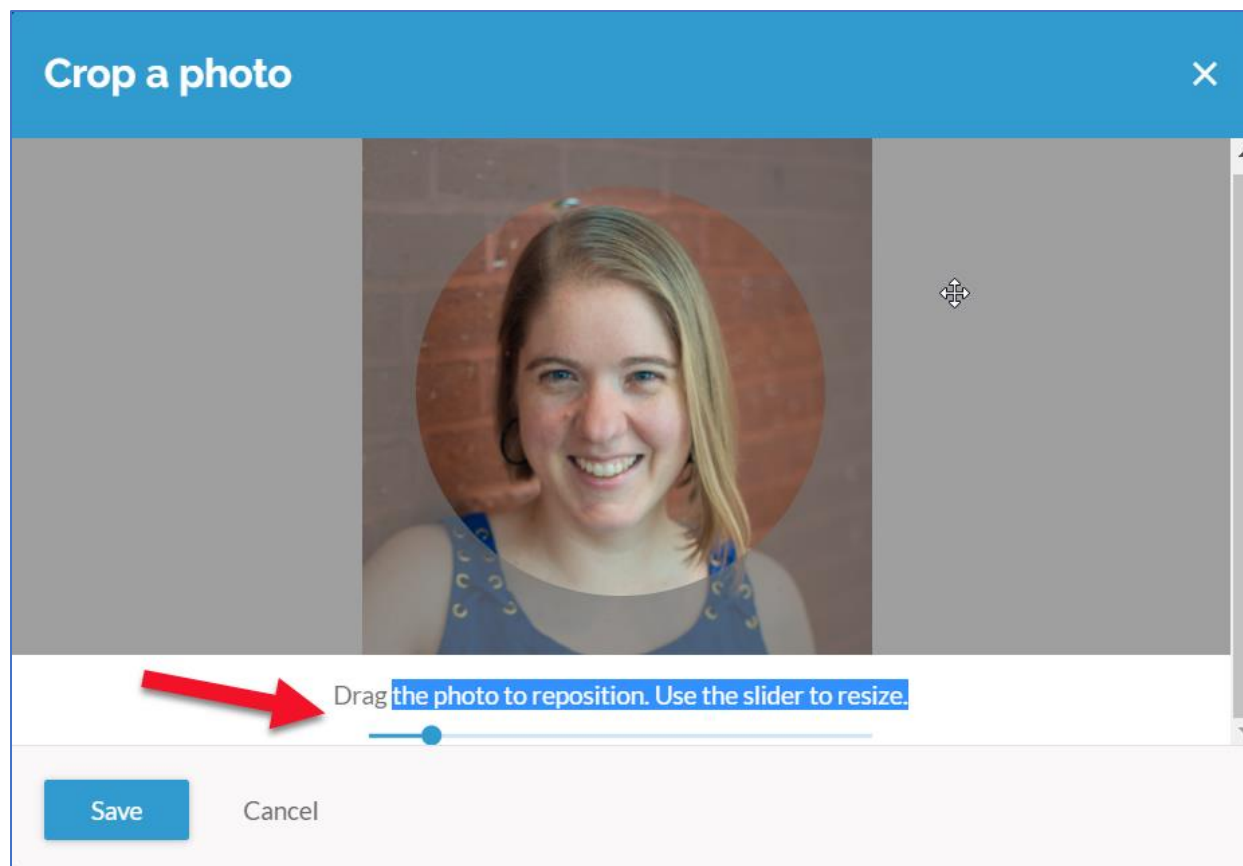 Crop a photo
Drag the photo to reposition. Use the slider to resize.
Save
Cancel